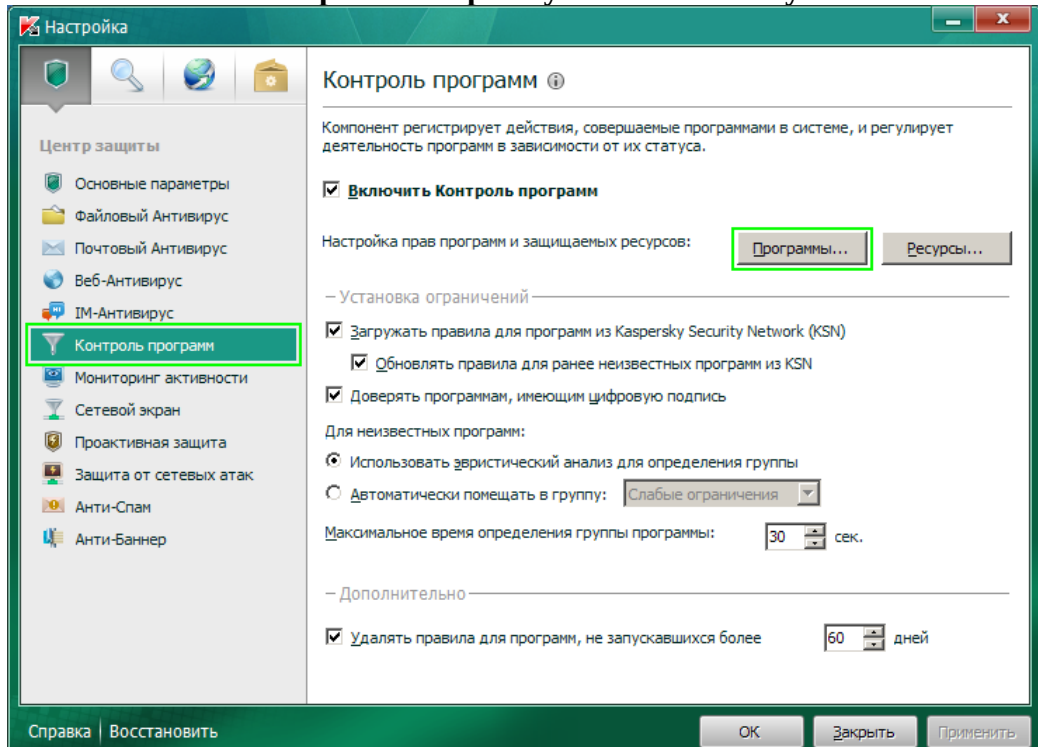 Настройка
Контроль программ
Компонент регистрирует действия, совершаемые программами в системе, и регулирует
деятельность программ в зависимости от их статуса.
Центр защиты
Основные параметры
Файловый Антивирус
Почтовый Антивирус
Веб-Антивирус
IM-Антивирус
Контроль программ
Мониторинг активности
Сетевой экран
Проактивная защита
Защита от сетевых атак
Анти-Спам
Анти-Баннер
Включить Контроль программ
Настройка прав программ и защищаемых ресурсов:
Программы...
Ресурсы...
Установка ограничений
Загружать правила для программ из Kaspersky Security Network (KSN)
Обновлять правила для ранее неизвестных программ из KSN
Доверять программам, имеющим цифровую подпись
Для неизвестных программ:
Использовать эвристический анализ для определения группы
Автоматически помещать в группу: Слабые ограничения
Максимальное время определения группы программы: 30 сек.
Дополнительно
Удалять правила для программ, не запускавшихся более 60 дней
Справка | Восстановить
ОК
Закрыть
Применить